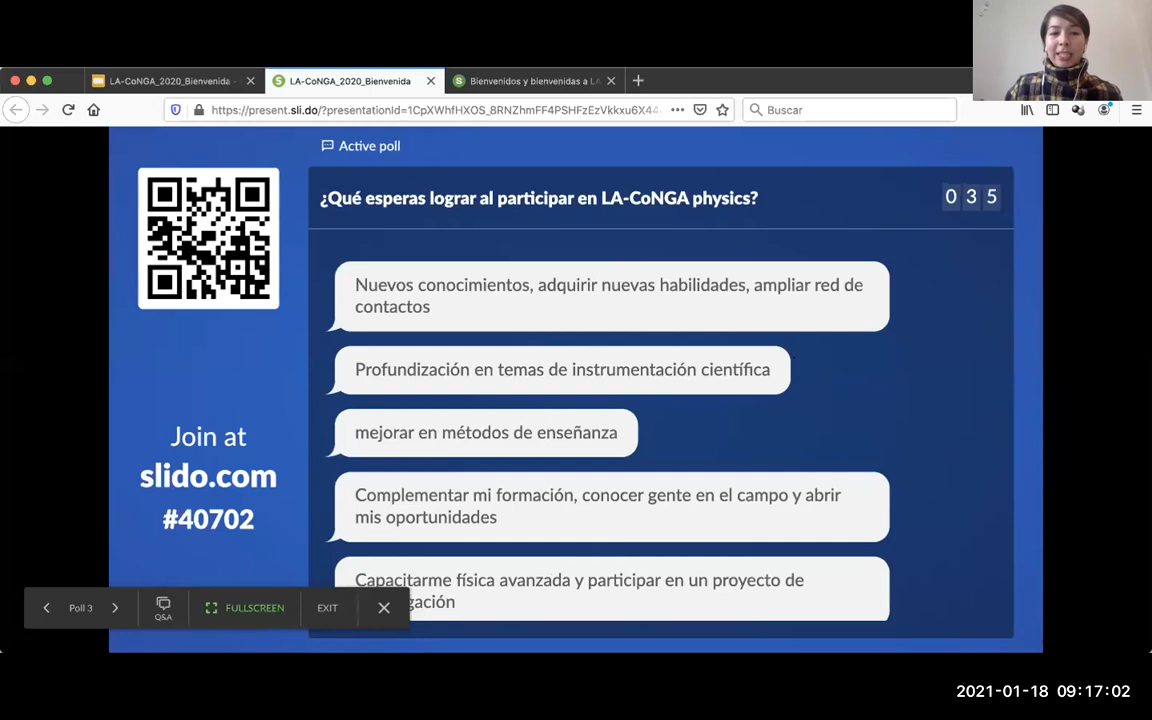 LA-CoNGA_2020_Bienvenida -
LA-CoNGA_2020_Bienvenida
Bienvenidos y bienvenidas a LA
https://present.sli.do/?presentationId=1CpXWhfHXOS_8RNZhmFF4PSHFzEzVkkxu6X44
Buscar
Active poll
¿Qué esperas lograr al participar en LA-CoNGA physics?
0 3 5
Nuevos conocimientos, adquirir nuevas habilidades, ampliar red de
contactos
Profundización en temas de instrumentación científica
mejorar en métodos de enseñanza
Complementar mi formación, conocer gente en el campo y abrir
mis oportunidades
Capacitarme física avanzada y participar en un proyecto de
gación
Join at
slido.com
#40702
Poll 3
Q&A
FULLSCREEN
EXIT
2021-01-18 09:17:02